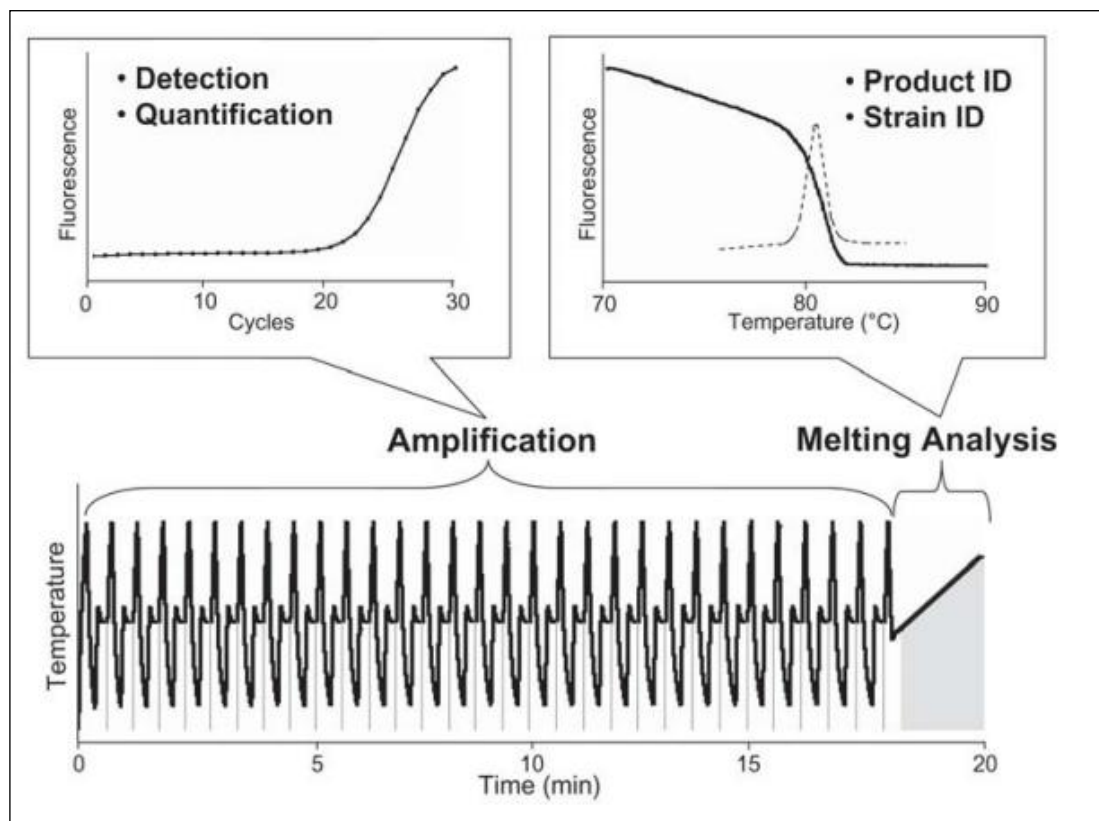 • Detection
• Quantification
Fluorescence
0 10 20 30
Cycles
• Product ID
• Strain ID
Fluorescence
70 80 90
Temperature (°C)
Amplification
Melting Analysis
Temperature
0 5 10 15 20
Time (min)